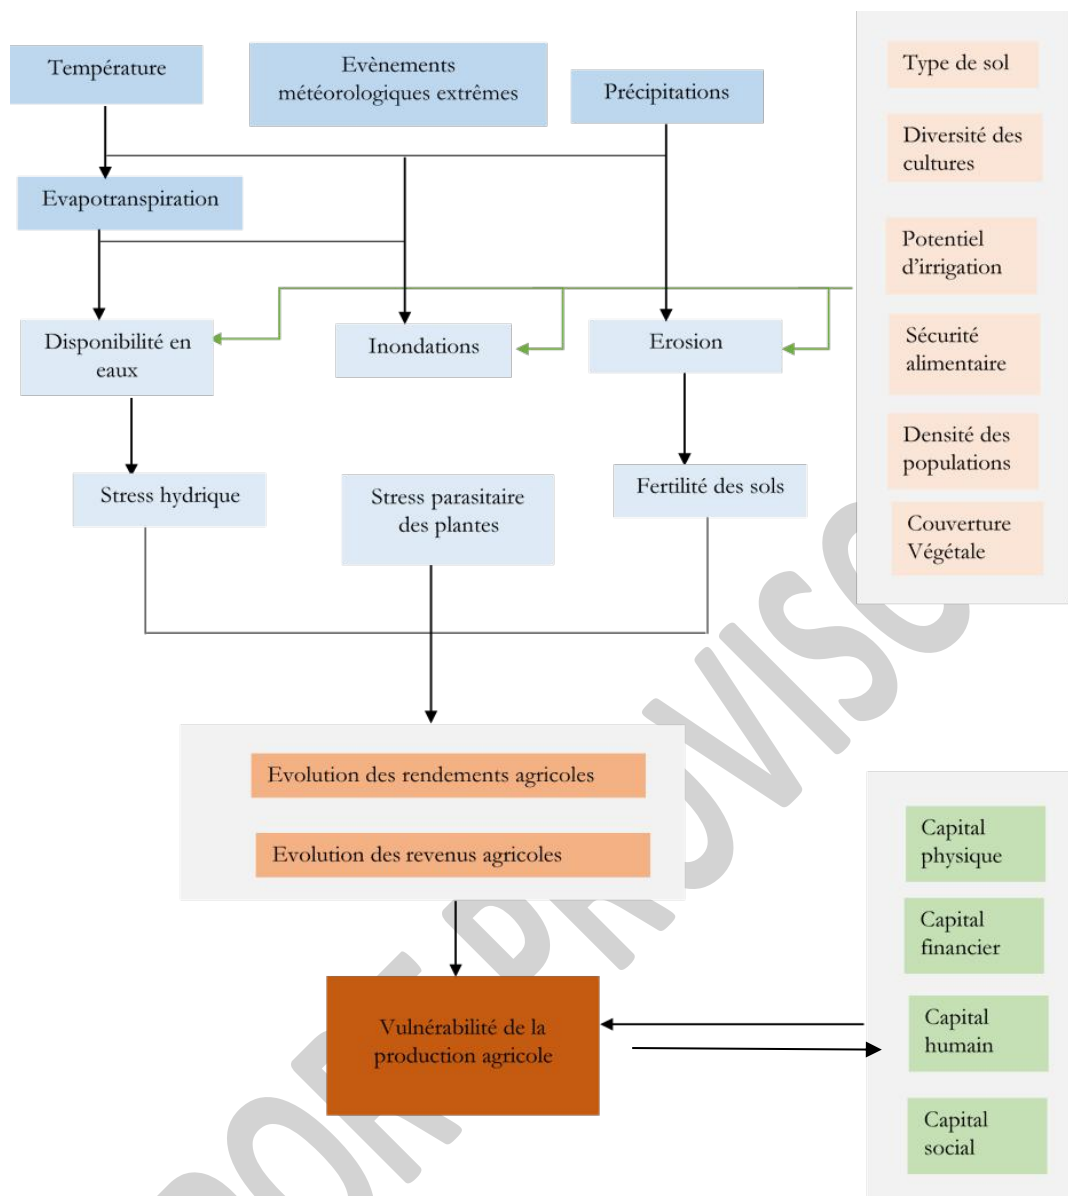 Température
Evènements
météorologiques extrêmes
Précipitations
Evapotranspiration
Disponibilité en
eaux
Inondations
Erosion
Stress hydrique
Stress parasitaire
des plantes
Fertilité des sols
Type de sol
Diversité des
cultures
Potentiel
d’irrigation
Sécurité
alimentaire
Densité des
populations
Couverture
Végétale
Evolution des rendements agricoles
Evolution des revenus agricoles
Vulnérabilité de la
production agricole
Capital
physique
Capital
financier
Capital
humain
Capital
social